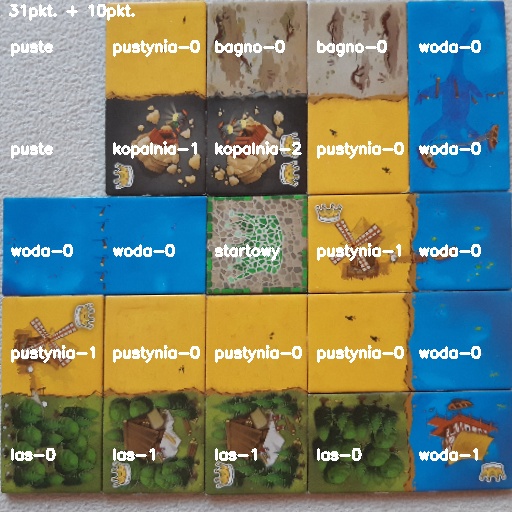 31pkt. + 10pkt.
puste pustynia-0 bagno-0 bagno-0 woda-0
puste kopalnia-1 kopalnia-2 pustynia-0 woda-0
woda-0 woda-0 startowy pustynia-1 woda-0
pustynia-1 pustynia-0 pustynia-0 pustynia-0 woda-0
las-0 las-1 las-1 las-0 woda-1